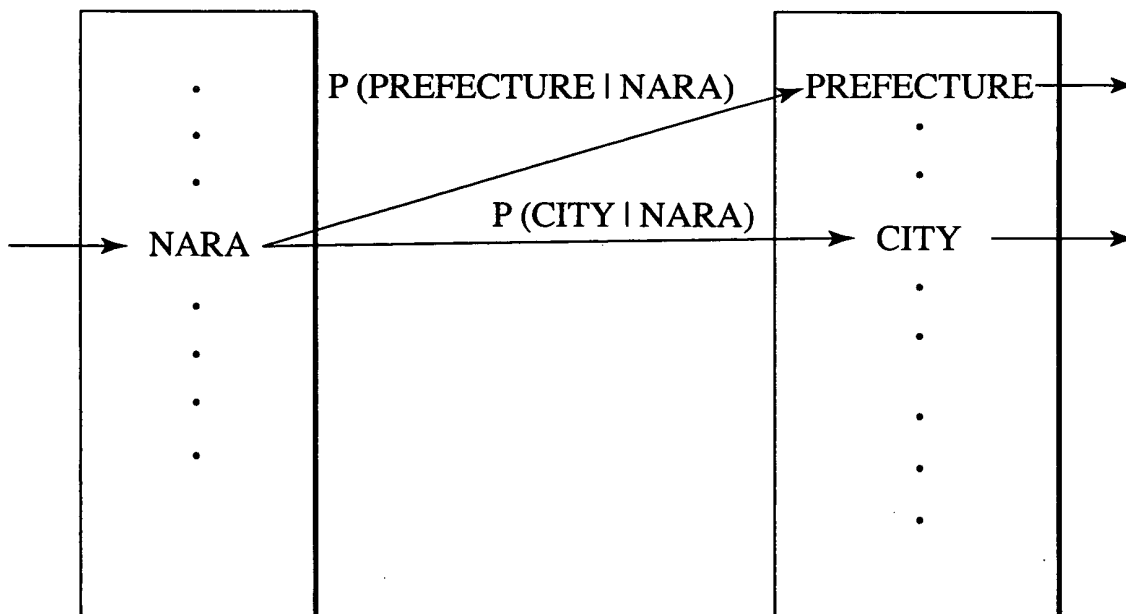 P (PREFECTURE | NARA)
PREFECTURE
P (CITY | NARA)
NARA
CITY